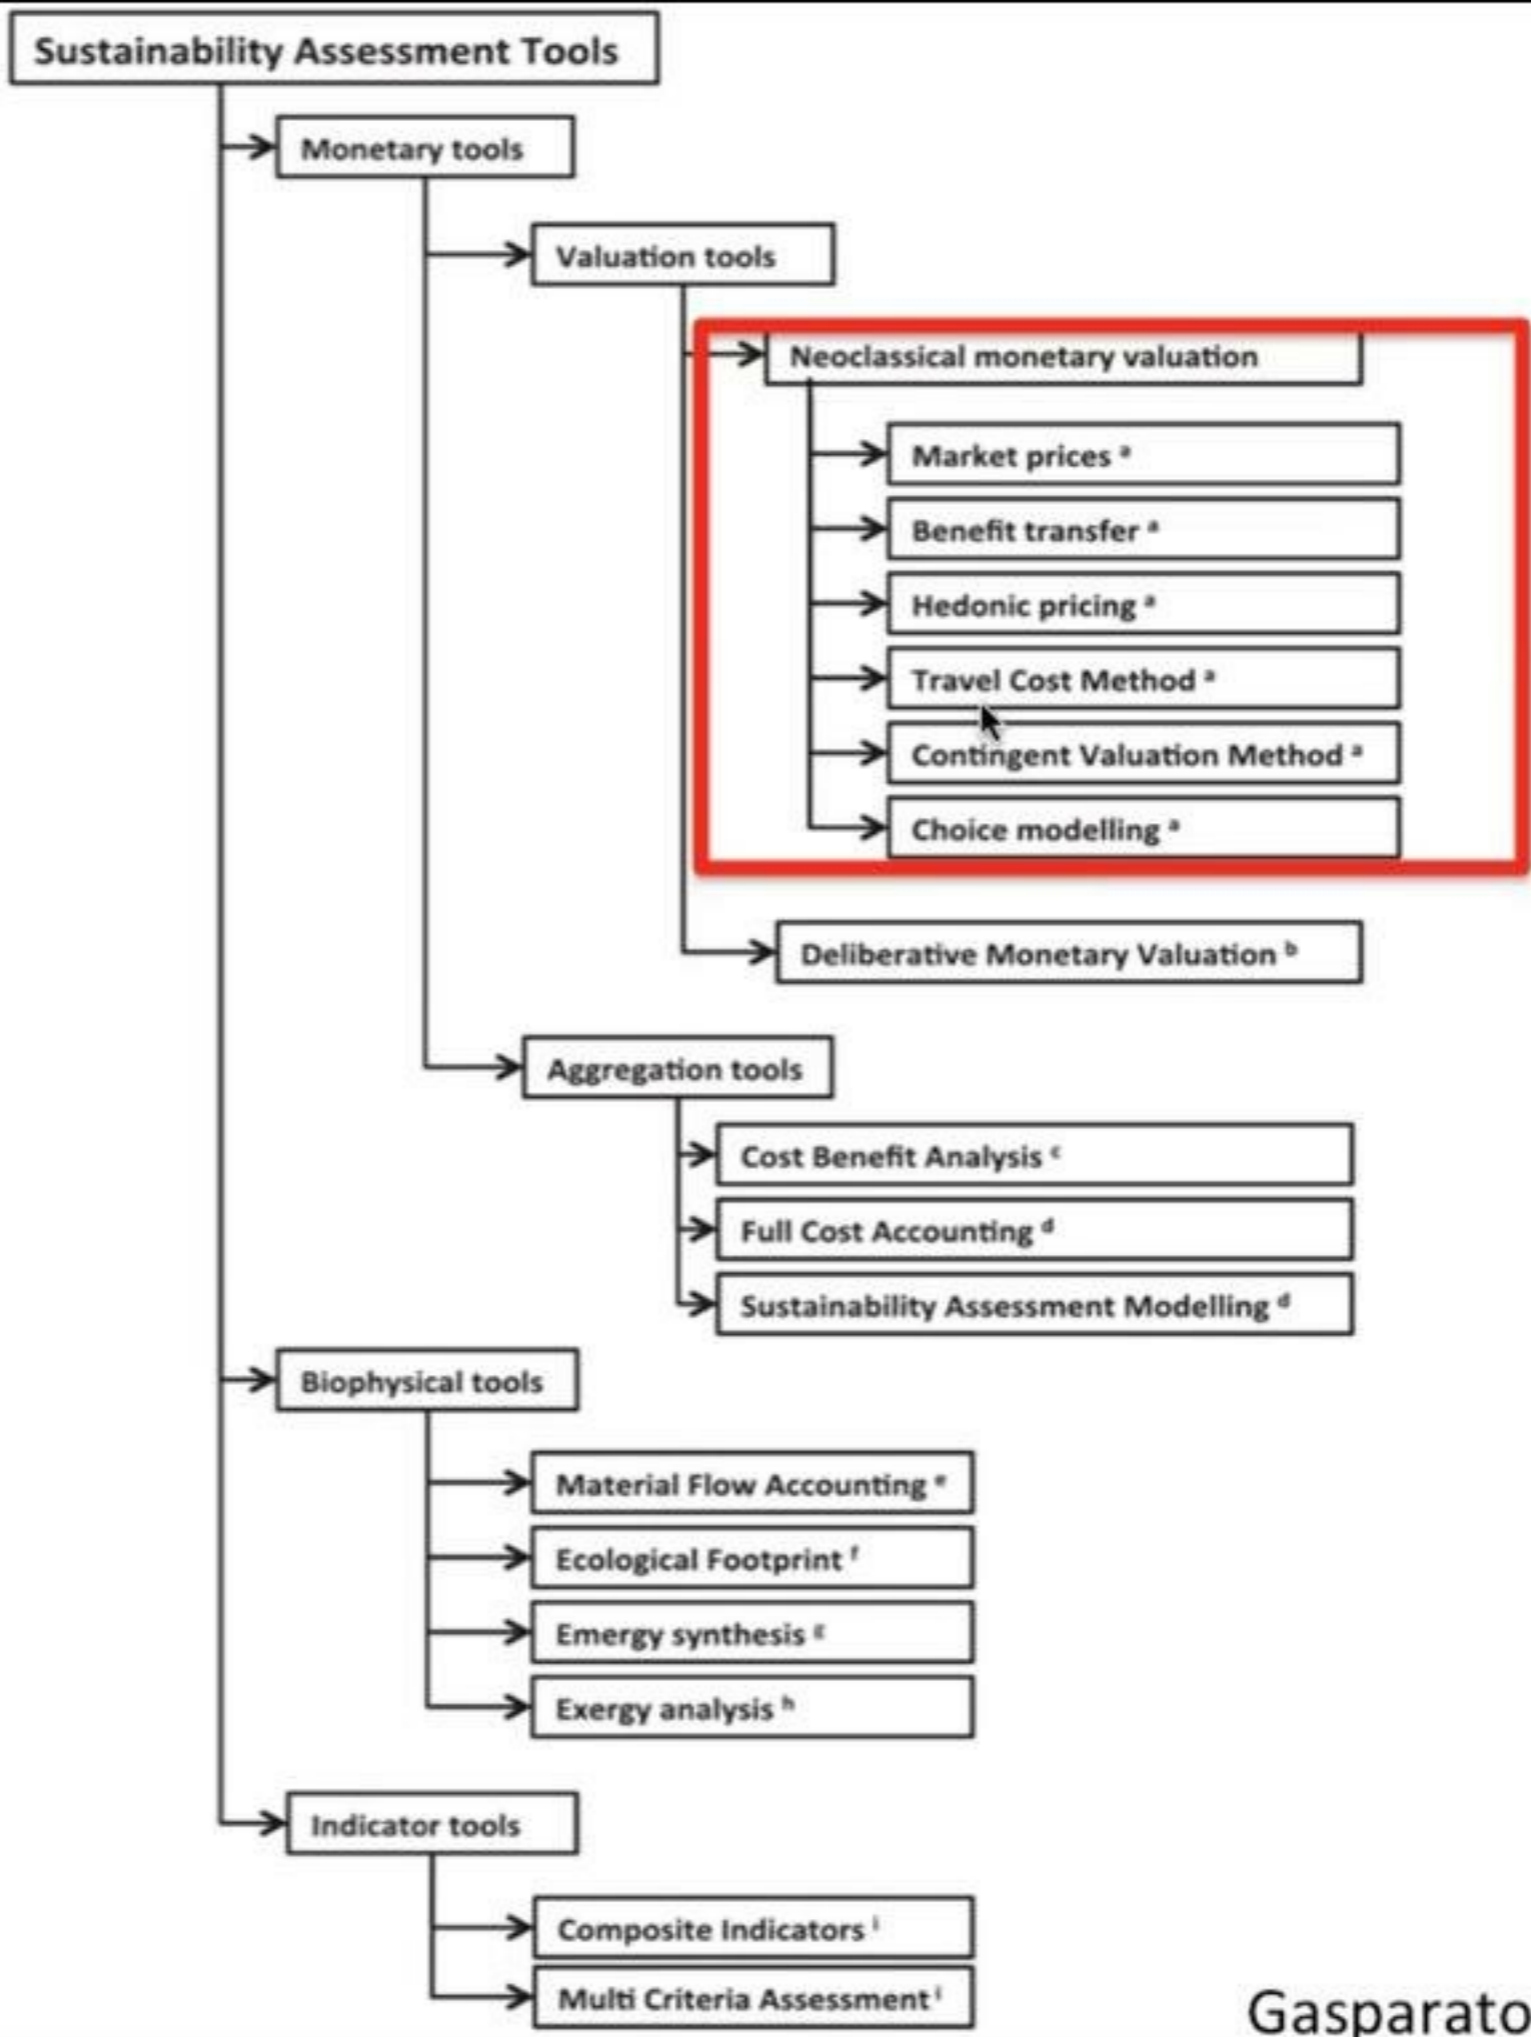 Sustainability Assessment Tools
Monetary tools
Valuation tools
Neoclassical monetary valuation
Market prices ᵃ
Benefit transfer ᵃ
Hedonic pricing ᵃ
Travel Cost Method ᵃ
Contingent Valuation Method ᵃ
Choice modelling ᵃ
Deliberative Monetary Valuation ᵇ
Aggregation tools
Cost Benefit Analysis ᶜ
Full Cost Accounting ᵈ
Sustainability Assessment Modelling ᵈ
Biophysical tools
Material Flow Accounting ᵉ
Ecological Footprint ᶠ
Emergy synthesis ᵍ
Exergy analysis ʰ
Indicator tools
Composite Indicators ⁱ
Multi Criteria Assessment ⁱ
Gasparato